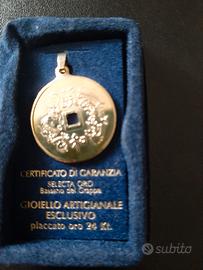 CERTIFICATO DI GARANZIA
SELECTA ORO
Bassano del Grappa
GIOIELLO ARTIGIANALE
ESCLUSIVO
placcato oro 24 Kt.
subito